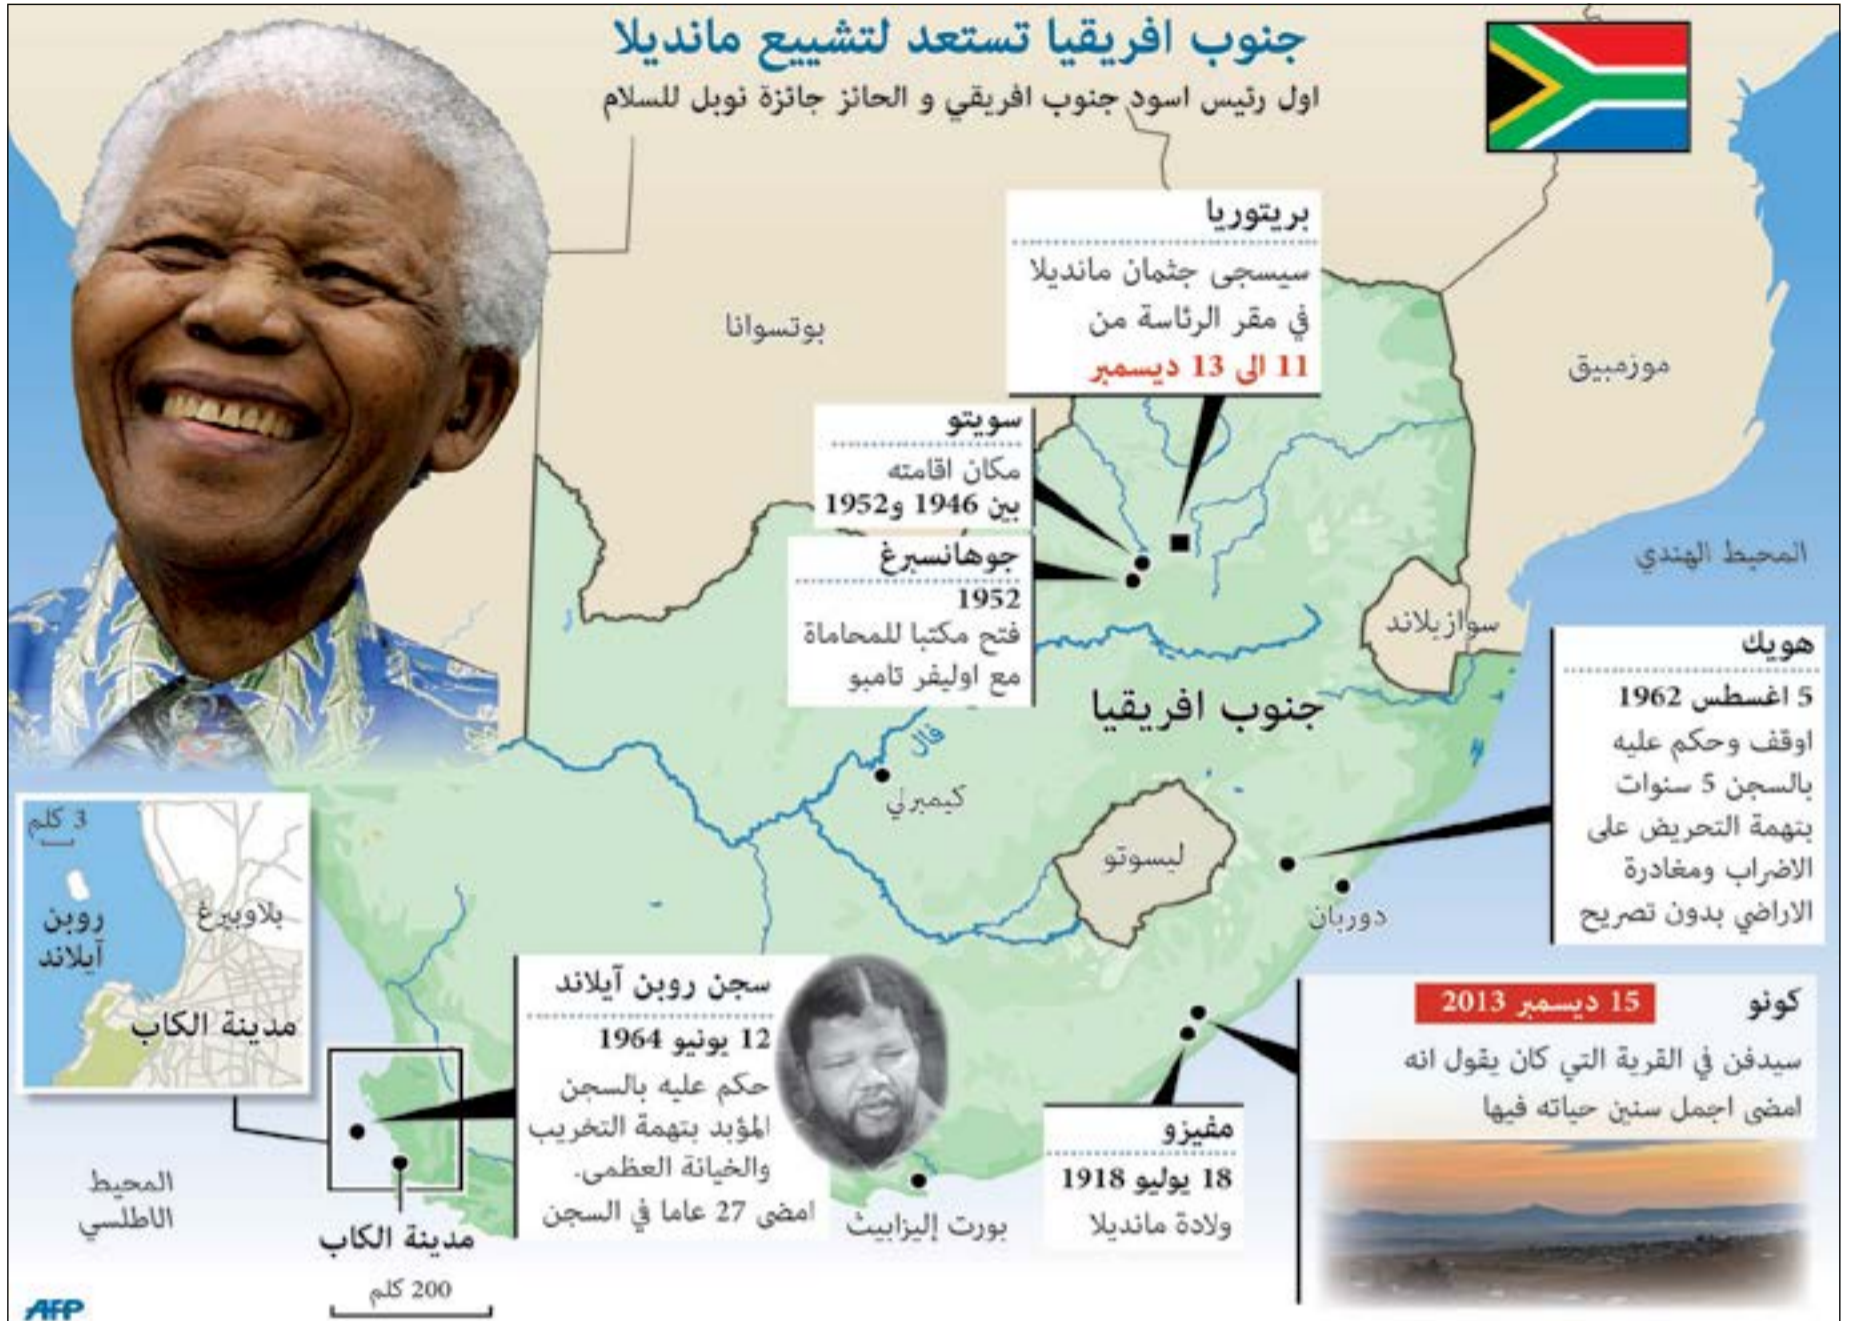 جنوب افريقيا تستعد لتشييع مانديلا
اول رئيس اسود جنوب افريقي و الحائز جائزة نوبل للسلام
بريتوريا
سيسجى جثمان مانديلا
في مقر الرئاسة من
11 الى 13 ديسمبر
بوتسوانا
موزمبيق
سويتو
مكان اقامته
بين 1946 و1952
جوهانسبرغ
1952
فتح مكتبا للمحاماة
مع اوليفر تامبو
المحيط الهندي
سوازيلاند
هويك
5 اغسطس 1962
اوقف وحكم عليه
بالسجن 5 سنوات
بتهمة التحريض على
الاضراب ومغادرة
الاراضي بدون تصريح
جنوب افريقيا
فال
كيمبرلي
ليسوتو
دوربان
3 كلم
روبن
آيلاند
بلاوبيرغ
مدينة الكاب
سجن روبن آيلاند
12 يونيو 1964
حكم عليه بالسجن
المؤبد بتهمة التخريب
والخيانة العظمى.
امضى 27 عاما في السجن
كونو
15 ديسمبر 2013
سيدفن في القرية التي كان يقول انه
امضى اجمل سنين حياته فيها
مفيزو
18 يوليو 1918
ولادة مانديلا
بورت إليزابيث
المحيط
الاطلسي
مدينة الكاب
200 كلم
AFP